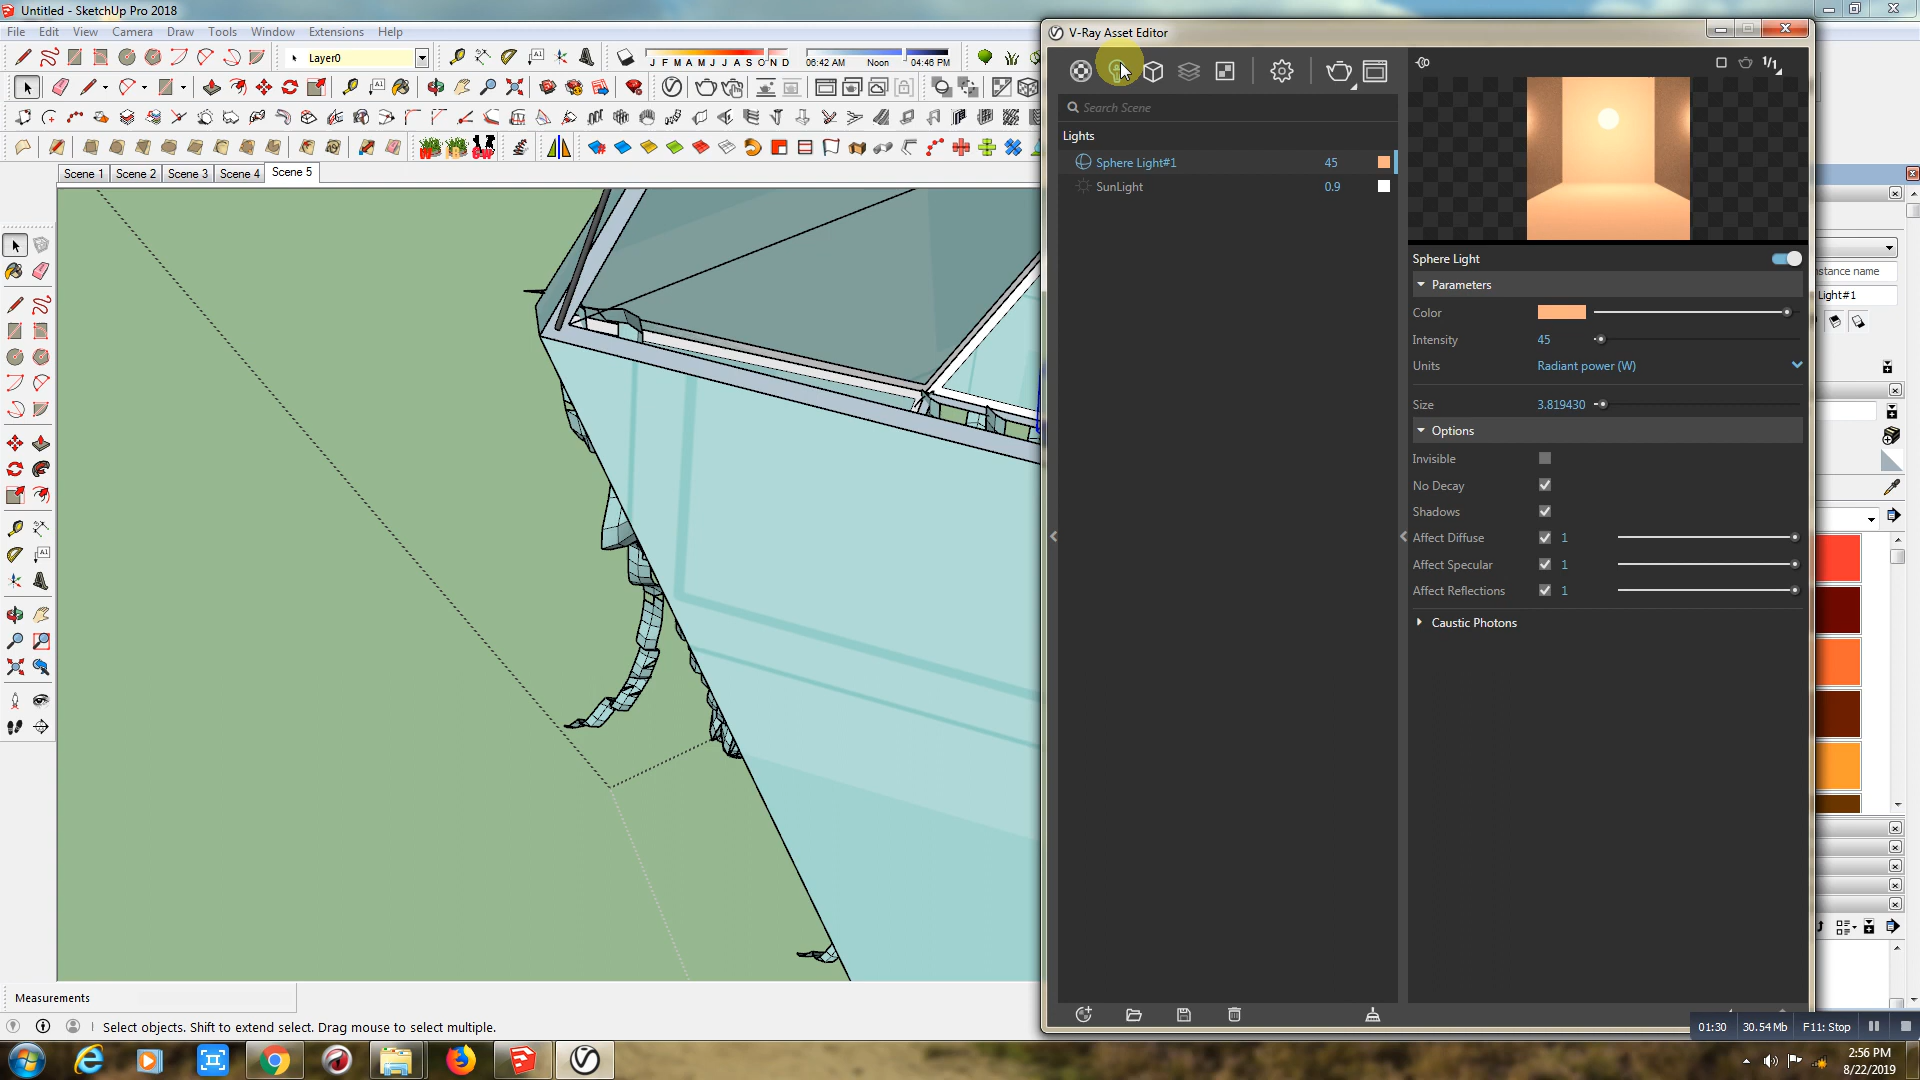 Untitled - SketchUp Pro 2018
File Edit View Camera Draw Tools Window Extensions Help
Layer0
J F M A M J J A S O N D
06:42 AM Noon 04:46 PM
Scene 1 Scene 2 Scene 3 Scene 4 Scene 5
V-Ray Asset Editor
Search Scene
Lights
Sphere Light#1 45
SunLight 0.9
1/1
Sphere Light
Parameters
Color
Intensity 45
Units Radiant power (W)
Size 3.819430
Options
Invisible
No Decay
Shadows
Affect Diffuse 1
Affect Specular 1
Affect Reflections 1
Caustic Photons
stance name
Light#1
Measurements
Select objects. Shift to extend select. Drag mouse to select multiple.
01:30 30.54 Mb F11: Stop
2:56 PM
8/22/2019